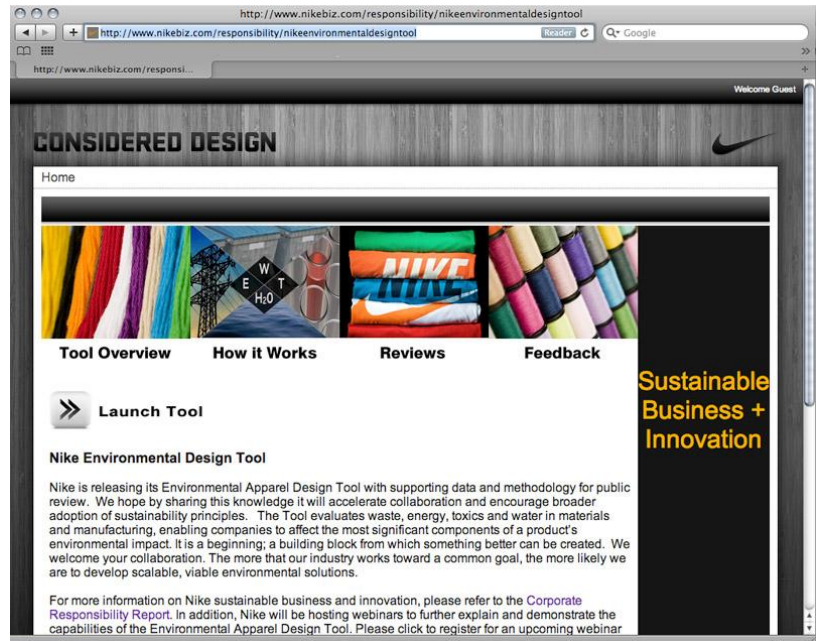 http://www.nikebiz.com/responsibility/nikeenvironmentaldesigntool
http://www.nikebiz.com/responsibility/nikeenvironmentaldesigntool
Reader
Google
http://www.nikebiz.com/responsi...
Welcome Guest
CONSIDERED DESIGN
Home
W
E T
H₂O
NIKE
Tool Overview
How it Works
Reviews
Feedback
Sustainable
Business +
Innovation
Launch Tool
Nike Environmental Design Tool
Nike is releasing its Environmental Apparel Design Tool with supporting data and methodology for public
review. We hope by sharing this knowledge it will accelerate collaboration and encourage broader
adoption of sustainability principles. The Tool evaluates waste, energy, toxics and water in materials
and manufacturing, enabling companies to affect the most significant components of a product's
environmental impact. It is a beginning; a building block from which something better can be created. We
welcome your collaboration. The more that our industry works toward a common goal, the more likely we
are to develop scalable, viable environmental solutions.
For more information on Nike sustainable business and innovation, please refer to the Corporate
Responsibility Report. In addition, Nike will be hosting webinars to further explain and demonstrate the
capabilities of the Environmental Apparel Design Tool. Please click to register for an upcoming webinar